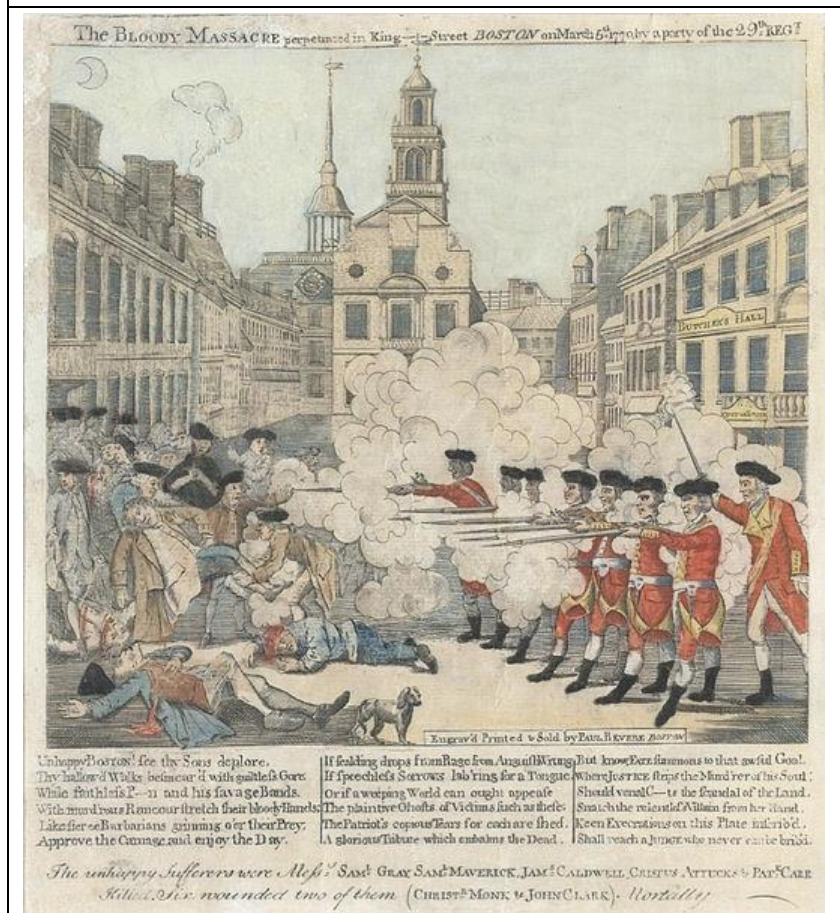 The BLOODY MASSACRE perpetrated in King Street BOSTON on March 5th 1770 by a party of the 29th REGT
BUTCHER'S HALL
Engrav'd Printed & Sold by PAUL REVERE BOSTON
Unhappy BOSTON! see thy Sons deplore,
Thy hallow'd Walks besmear'd with guiltless Gore:
While faithless P—n and his savage Bands,
With murd'rous Rancour stretch their bloody Hands;
Like fierce Barbarians grinning o'er their Prey,
Approve the Carnage, and enjoy the Day.
If scalding drops from Rage from Anguish Wrung
If speechless Sorrows lab'ring for a Tongue,
Or if a weeping World can ought appease
The plaintive Ghosts of Victims such as these;
The Patriot's copious Tears for each are shed,
A glorious Tribute which embalms the Dead.
But know, FATE summons to that awful Goal,
Where JUSTICE strips the Murd'rer of his Soul:
Should venal C—ts the scandal of the Land,
Snatch the relentless Villain from her Hand,
Keen Execrations on this Plate inscrib'd,
Shall reach a JUDGE who never can be brib'd.
The unhappy Sufferers were Messs SAML GRAY, SAML MAVERICK, JAMS CALDWELL, CRISPUS ATTUCKS & PATK CARR
Killed. Six wounded two of them (CHRISTR MONK & JOHN CLARK) Mortally